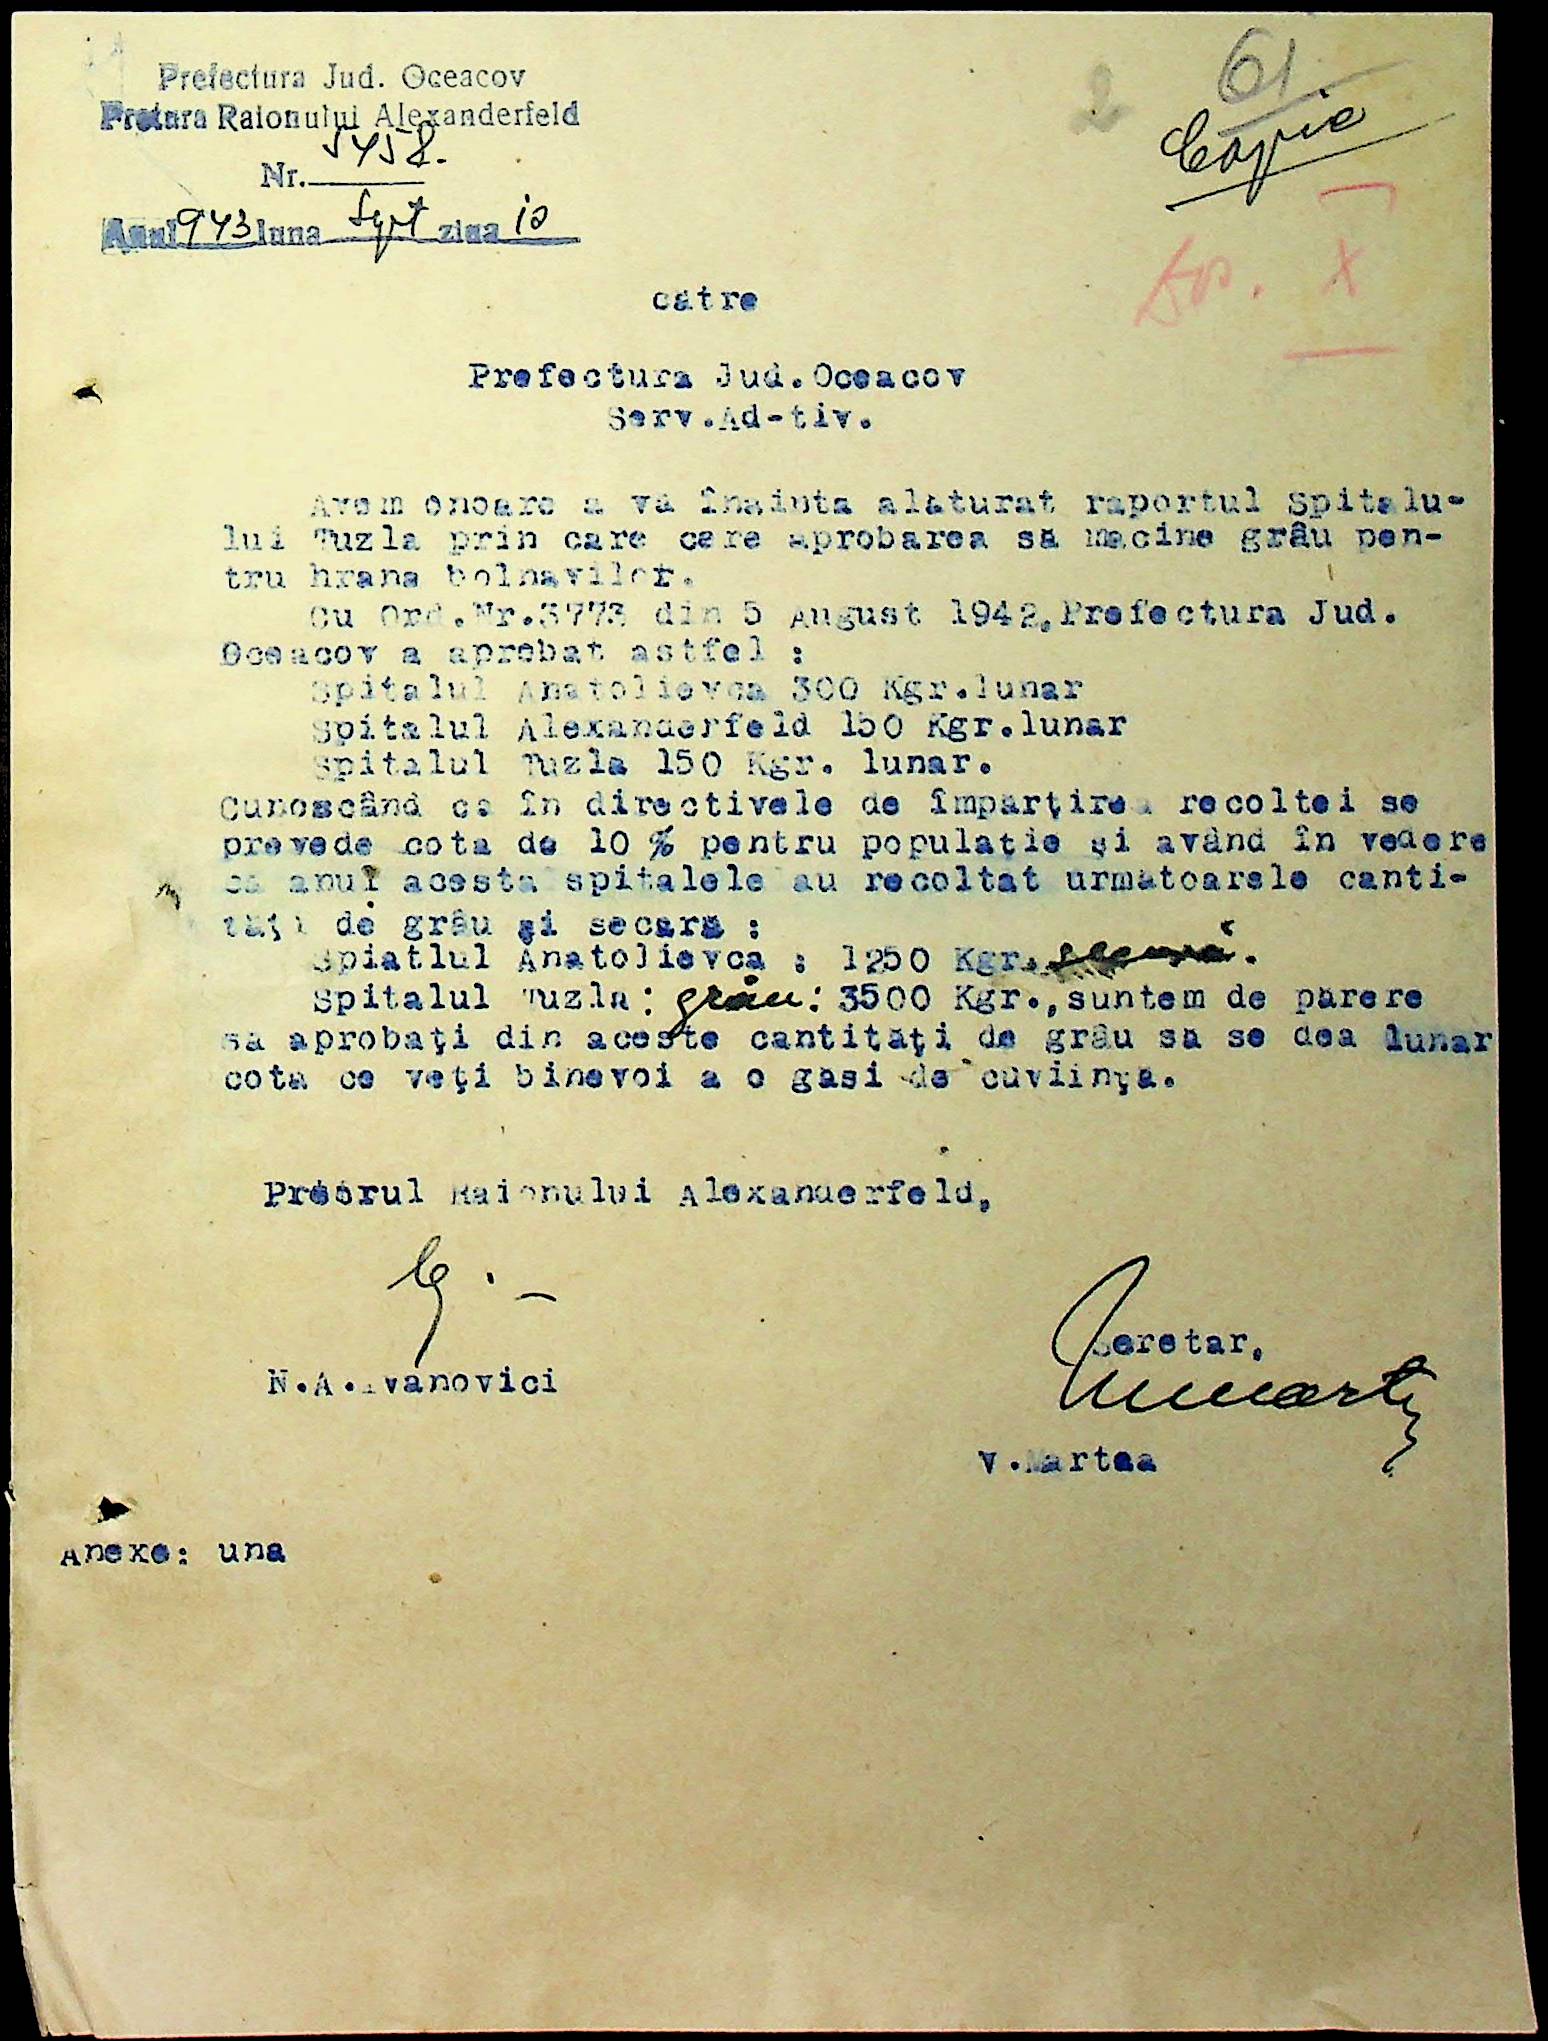 Prefectura Jud. Oceacov
Pretura Raionului Alexanderfeld
Nr. 5458.
Anul 943 luna Sept ziua 10
2
61
Copie
X
catre
Prefectura Jud.Oceacov
Serv.Ad-tiv.
Avem onoare a va înainta alaturat raportul Spitalu-
lui Tuzla prin care cere aprobarea sa macine grâu pen-
tru hrana bolnavilor.
Cu Ord.Nr.3773 din 5 August 1942,Prefectura Jud.
Oceacov a aprobat astfel :
Spitalul Anatolievca 300 Kgr.lunar
Spitalul Alexanderfeld 150 Kgr.lunar
Spitalul Tuzla 150 Kgr. lunar.
Cunoscând ca în directivele de împarţirea recoltei se
prevede cota de 10 % pentru populaţie şi având în vedere
ca anul acesta spitalele au recoltat urmatoarele canti-
tăţi de grâu şi secara :
Spiatlul Anatolievca : 1250 Kgr. secară.
Spitalul Tuzla : grâu : 3500 Kgr.,suntem de parere
sa aprobaţi din aceste cantitaţi de grâu sa se dea lunar
cota ce veţi binevoi a o gasi de cuviinţa.
Pretorul Raionului Alexanderfeld,
N.A.Ivanovici
Seretar,
V.Martea
Anexe: una